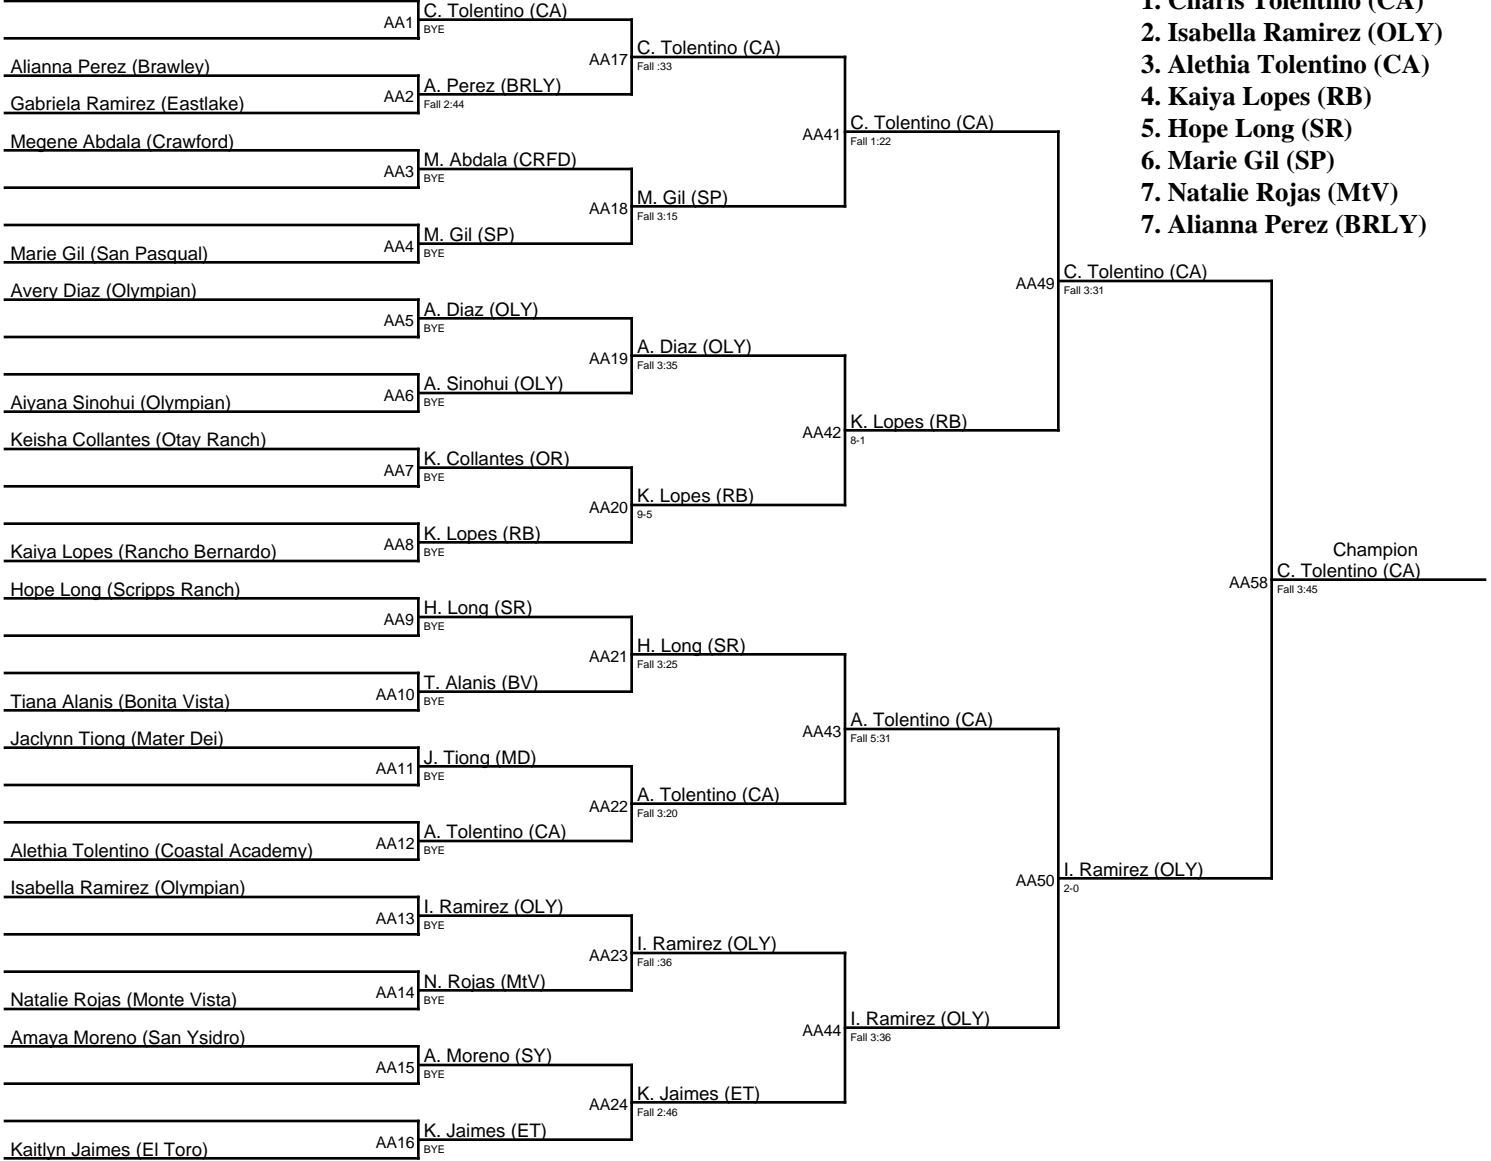 1. Charis Tolentino (CA)
2. Isabella Ramirez (OLY)
3. Alethia Tolentino (CA)
4. Kaiya Lopes (RB)
5. Hope Long (SR)
6. Marie Gil (SP)
7. Natalie Rojas (MtV)
7. Alianna Perez (BRLY)
Alianna Perez (Brawley)
Gabriela Ramirez (Eastlake)
Megene Abdala (Crawford)
Marie Gil (San Pasqual)
Avery Diaz (Olympian)
Aiyana Sinohui (Olympian)
Keisha Collantes (Otay Ranch)
Kaiya Lopes (Rancho Bernardo)
Hope Long (Scripps Ranch)
Tiana Alanis (Bonita Vista)
Jaclynn Tiong (Mater Dei)
Alethia Tolentino (Coastal Academy)
Isabella Ramirez (Olympian)
Natalie Rojas (Monte Vista)
Amaya Moreno (San Ysidro)
Kaitlyn Jaimes (El Toro)
AA1
C. Tolentino (CA)
BYE
AA2
A. Perez (BRLY)
Fall 2:44
AA3
M. Abdala (CRFD)
BYE
AA4
M. Gil (SP)
BYE
AA5
A. Diaz (OLY)
BYE
AA6
A. Sinohui (OLY)
BYE
AA7
K. Collantes (OR)
BYE
AA8
K. Lopes (RB)
BYE
AA9
H. Long (SR)
BYE
AA10
T. Alanis (BV)
BYE
AA11
J. Tiong (MD)
BYE
AA12
A. Tolentino (CA)
BYE
AA13
I. Ramirez (OLY)
BYE
AA14
N. Rojas (MtV)
BYE
AA15
A. Moreno (SY)
BYE
AA16
K. Jaimes (ET)
BYE
AA17
C. Tolentino (CA)
Fall :33
AA18
M. Gil (SP)
Fall 3:15
AA19
A. Diaz (OLY)
Fall 3:35
AA20
K. Lopes (RB)
9-5
AA21
H. Long (SR)
Fall 3:25
AA22
A. Tolentino (CA)
Fall 3:20
AA23
I. Ramirez (OLY)
Fall :36
AA24
K. Jaimes (ET)
Fall 2:46
AA41
C. Tolentino (CA)
Fall 1:22
AA42
K. Lopes (RB)
8-1
AA43
A. Tolentino (CA)
Fall 5:31
AA44
I. Ramirez (OLY)
Fall 3:36
AA49
C. Tolentino (CA)
Fall 3:31
AA50
I. Ramirez (OLY)
2-0
AA58
Champion
C. Tolentino (CA)
Fall 3:45